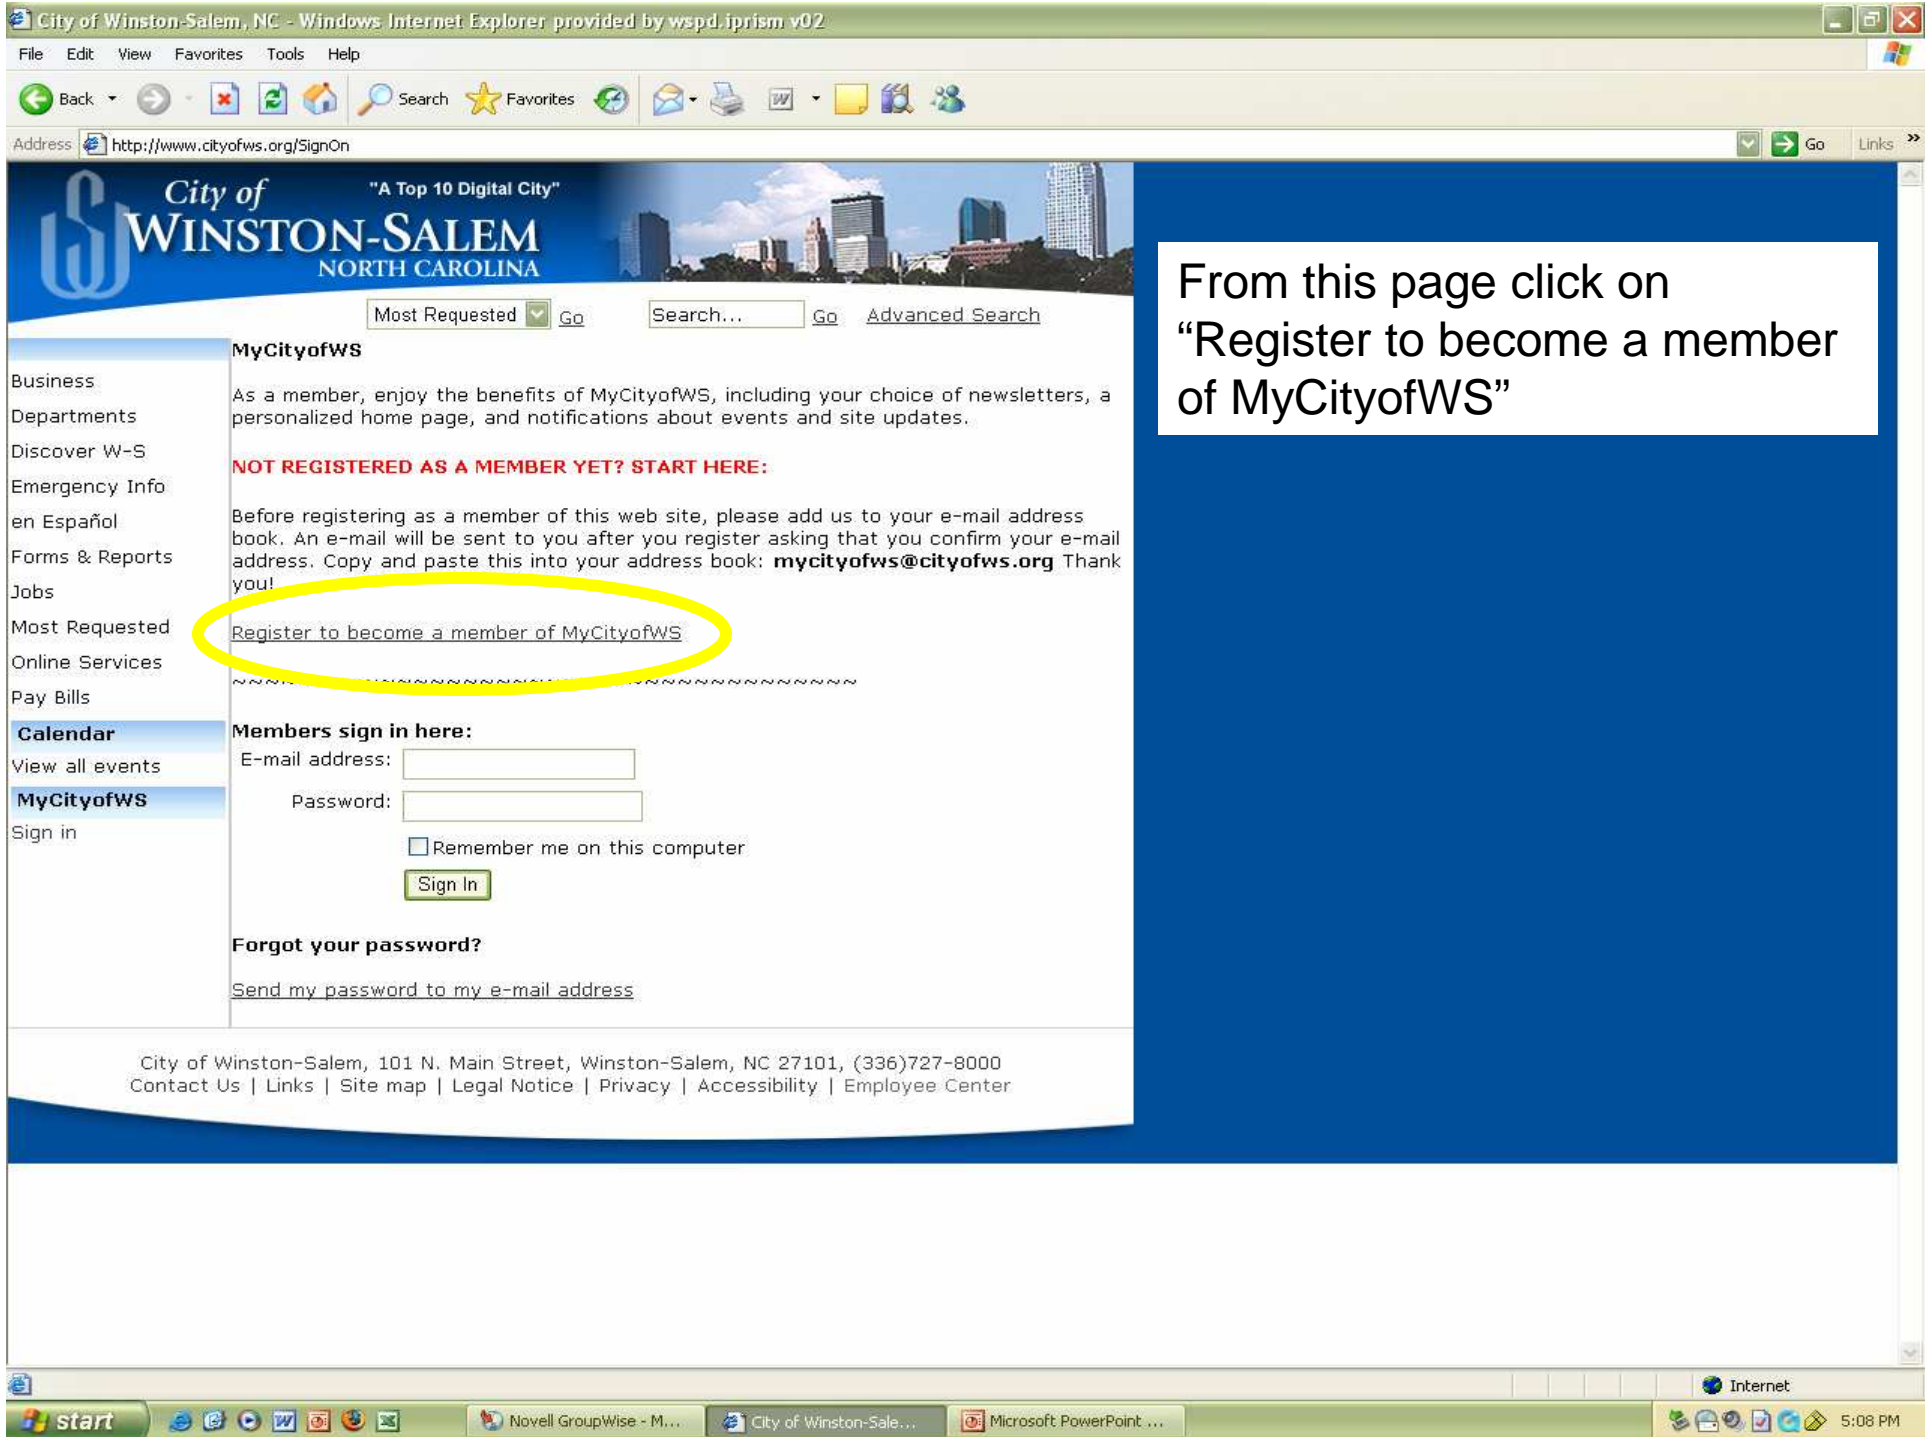 City of Winston-Salem, NC - Windows Internet Explorer provided by wspd.iprism v02
File Edit View Favorites Tools Help
Back Search Favorites
Address http://www.cityofws.org/SignOn Go Links »
City of "A Top 10 Digital City"
WINSTON-SALEM
NORTH CAROLINA
Most Requested Go Search... Go Advanced Search
From this page click on
“Register to become a member
of MyCityofWS”
Business
Departments
Discover W-S
Emergency Info
en Español
Forms & Reports
Jobs
Most Requested
Online Services
Pay Bills
Calendar
View all events
MyCityofWS
Sign in
MyCityofWS
As a member, enjoy the benefits of MyCityofWS, including your choice of newsletters, a
personalized home page, and notifications about events and site updates.
NOT REGISTERED AS A MEMBER YET? START HERE:
Before registering as a member of this web site, please add us to your e-mail address
book. An e-mail will be sent to you after you register asking that you confirm your e-mail
address. Copy and paste this into your address book: mycityofws@cityofws.org Thank
you!
Register to become a member of MyCityofWS
Members sign in here:
E-mail address:
Password:
Remember me on this computer
Sign In
Forgot your password?
Send my password to my e-mail address
City of Winston-Salem, 101 N. Main Street, Winston-Salem, NC 27101, (336)727-8000
Contact Us | Links | Site map | Legal Notice | Privacy | Accessibility | Employee Center
Internet
start Novell GroupWise - M... City of Winston-Sale... Microsoft PowerPoint ... 5:08 PM